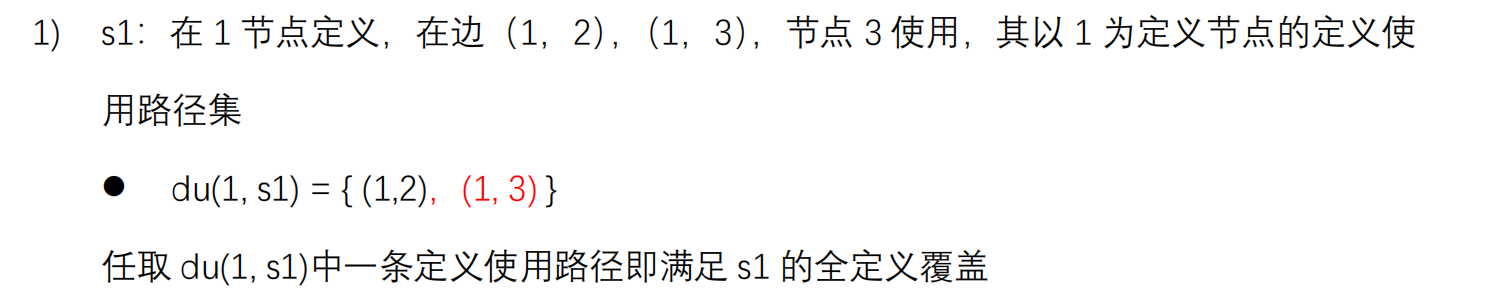 1) s1：在 1 节点定义，在边（1，2），（1，3），节点 3 使用，其以 1 为定义节点的定义使
用路径集
● du(1, s1) = { (1,2)，(1, 3) }
任取 du(1, s1)中一条定义使用路径即满足 s1 的全定义覆盖